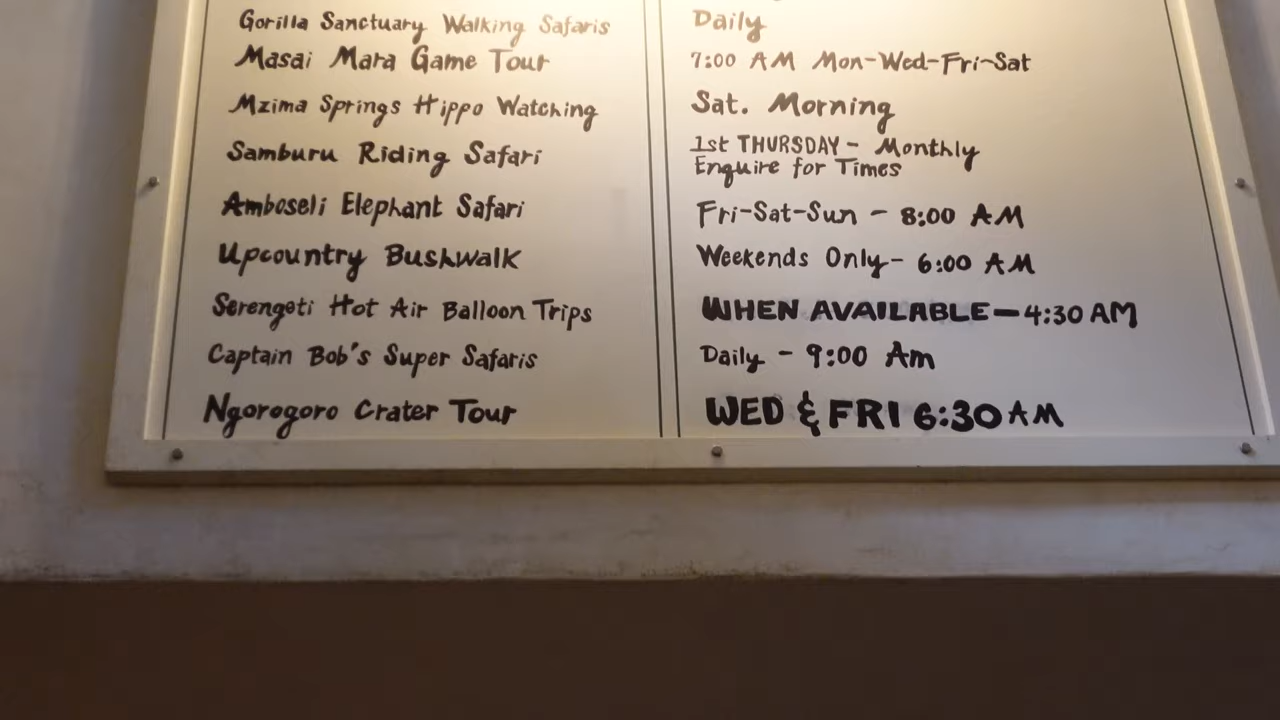 Gorilla Sanctuary Walking Safaris Daily
Masai Mara Game Tour 7:00 AM Mon-Wed-Fri-Sat
Mzima Springs Hippo Watching Sat. Morning
Samburu Riding Safari 1st THURSDAY - Monthly
Enquire for Times
Amboseli Elephant Safari Fri-Sat-Sun - 8:00 AM
Upcountry Bushwalk Weekends Only- 6:00 AM
Serengeti Hot Air Balloon Trips WHEN AVAILABLE-4:30 AM
Captain Bob's Super Safaris Daily - 9:00 Am
Ngorogoro Crater Tour WED & FRI 6:30 AM